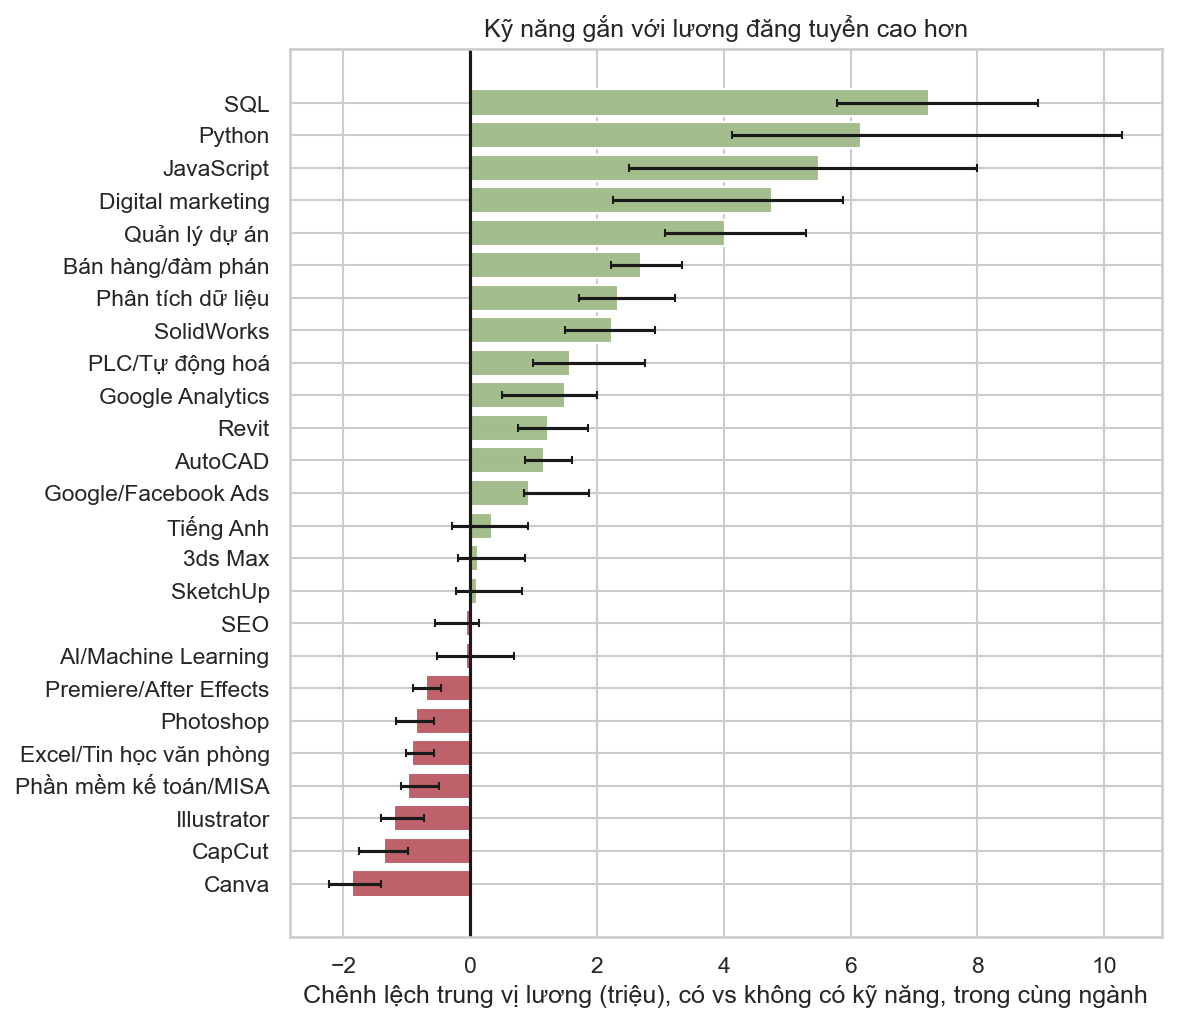 Kỹ năng gắn với lương đăng tuyển cao hơn
SQL
Python
JavaScript
Digital marketing
Quản lý dự án
Bán hàng/đàm phán
Phân tích dữ liệu
SolidWorks
PLC/Tự động hoá
Google Analytics
Revit
AutoCAD
Google/Facebook Ads
Tiếng Anh
3ds Max
SketchUp
SEO
AI/Machine Learning
Premiere/After Effects
Photoshop
Excel/Tin học văn phòng
Phần mềm kế toán/MISA
Illustrator
CapCut
Canva
−2 0 2 4 6 8 10
Chênh lệch trung vị lương (triệu), có vs không có kỹ năng, trong cùng ngành